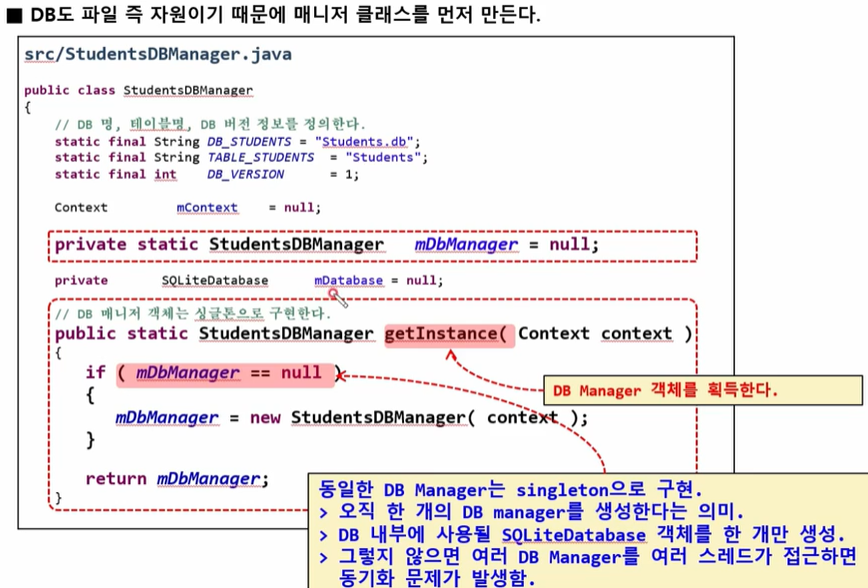 ■ DB도 파일 즉 자원이기 때문에 매니저 클래스를 먼저 만든다.
src/StudentsDBManager.java
public class StudentsDBManager
{
// DB 명, 테이블명, DB 버전 정보를 정의한다.
static final String DB_STUDENTS = "Students.db";
static final String TABLE_STUDENTS = "Students";
static final int DB_VERSION = 1;
Context mContext = null;
private static StudentsDBManager mDbManager = null;
private SQLiteDatabase mDatabase = null;
// DB 매니저 객체는 싱글톤으로 구현한다.
public static StudentsDBManager getInstance( Context context )
{
if ( mDbManager == null )
{
mDbManager = new StudentsDBManager( context );
}
return mDbManager;
}
DB Manager 객체를 획득한다.
동일한 DB Manager는 singleton으로 구현.
> 오직 한 개의 DB manager를 생성한다는 의미.
> DB 내부에 사용될 SQLiteDatabase 객체를 한 개만 생성.
> 그렇지 않으면 여러 DB Manager를 여러 스레드가 접근하면
동기화 문제가 발생함.